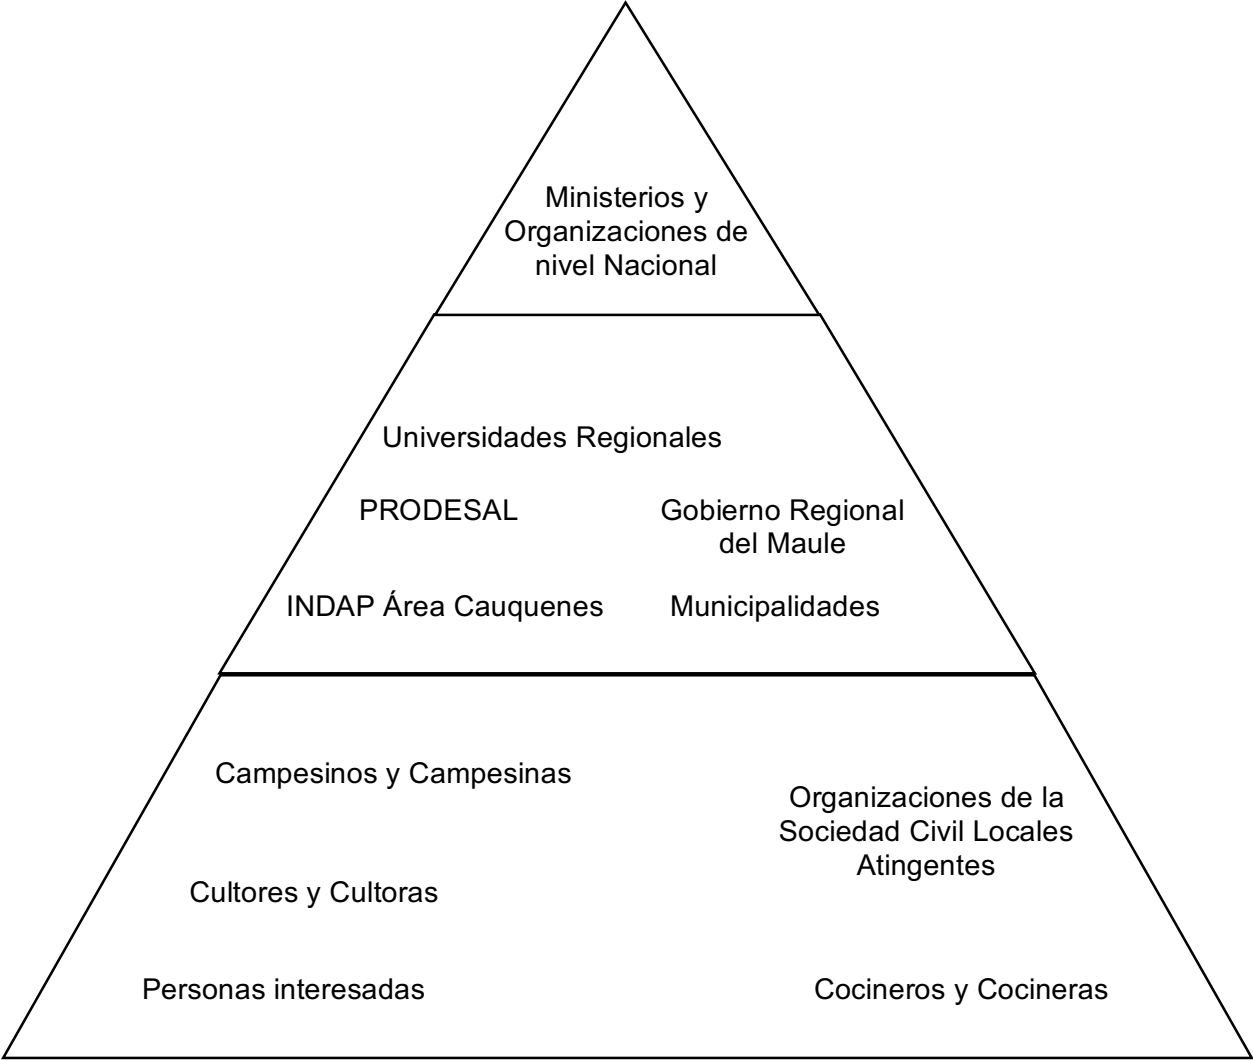 Ministerios y
Organizaciones de
nivel Nacional
Universidades Regionales
PRODESAL
Gobierno Regional
del Maule
INDAP Área Cauquenes
Municipalidades
Campesinos y Campesinas
Organizaciones de la
Sociedad Civil Locales
Atingentes
Cultores y Cultoras
Personas interesadas
Cocineros y Cocineras